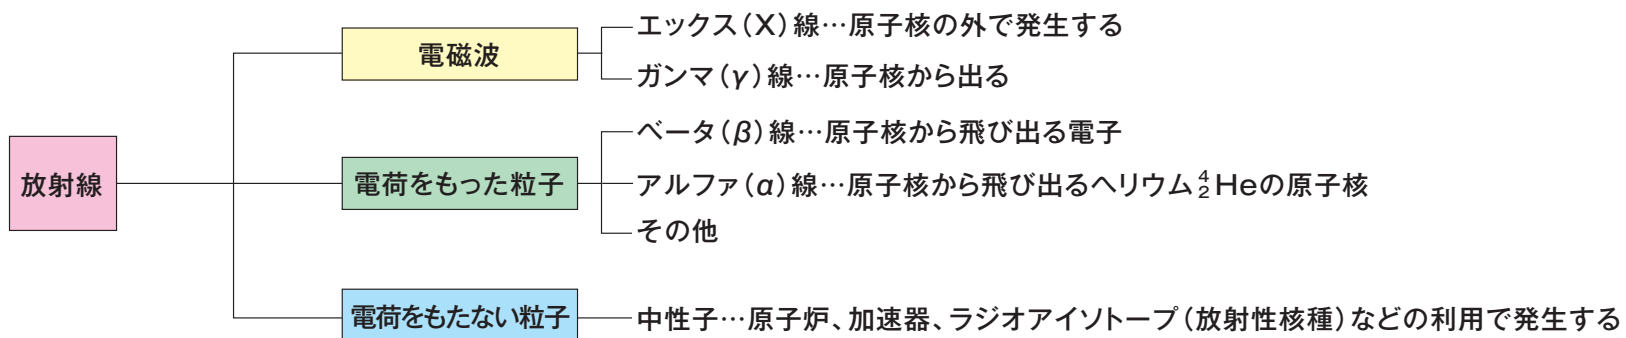 放射線
電磁波
エックス(X)線…原子核の外で発生する
ガンマ(γ)線…原子核から出る
電荷をもった粒子
ベータ(β)線…原子核から飛び出る電子
アルファ(α)線…原子核から飛び出るヘリウム⁴₂Heの原子核
その他
電荷をもたない粒子
中性子…原子炉、加速器、ラジオアイソトープ(放射性核種)などの利用で発生する